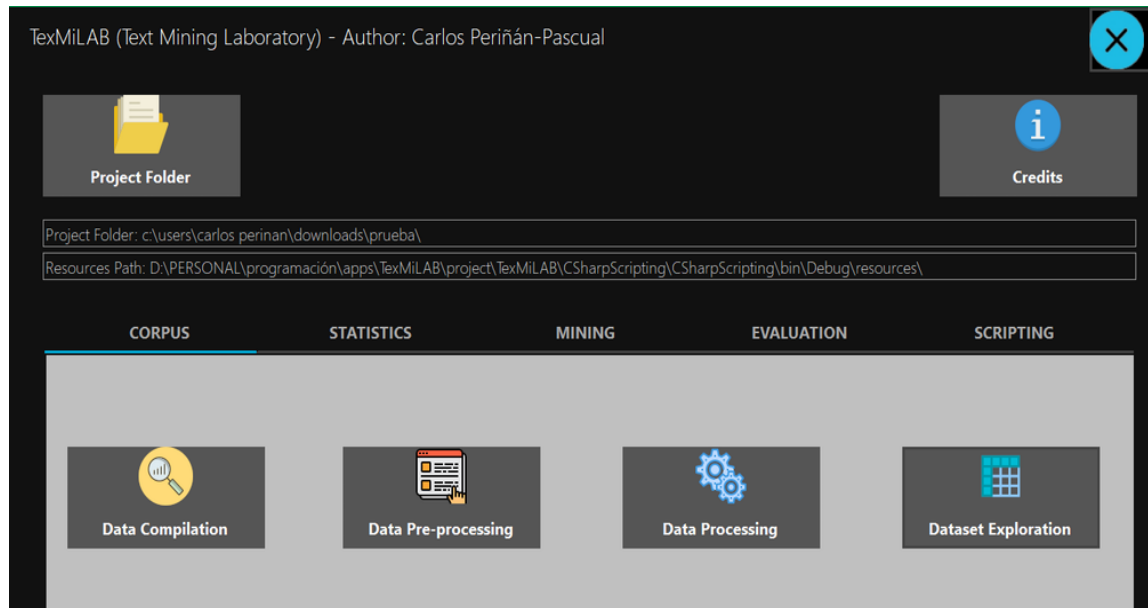 TexMiLAB (Text Mining Laboratory) - Author: Carlos Periñán-Pascual
Project Folder
Credits
Project Folder: c:\users\carlos perinan\downloads\prueba\
Resources Path: D:\PERSONAL\programación\apps\TexMiLAB\project\TexMiLAB\CSharpScripting\CSharpScripting\bin\Debug\resources\
CORPUS STATISTICS MINING EVALUATION SCRIPTING
Data Compilation Data Pre-processing Data Processing Dataset Exploration